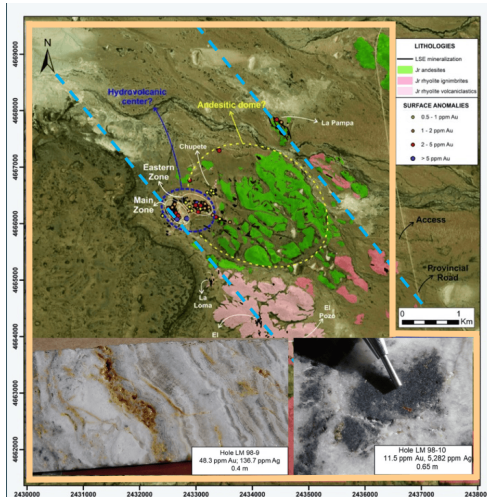 4669000
4668000
4667000
4666000
4665000
4664000
4663000
4662000
N
Hydrovolcanic
center?
Andesitic dome?
La Pampa
Chupete
Eastern
Zone
Main
Zone
La
Loma
El
El
Pozo
Access
Provincial
Road
LITHOLOGIES
LSE mineralization
Jr andesites
Jr rhyolite ignimbrites
Jr rhyolite volcaniclastics
SURFACE ANOMALIES
0.5 - 1 ppm Au
1 - 2 ppm Au
2 - 5 ppm Au
> 5 ppm Au
0 1
Km
Hole LM 98-9
48.3 ppm Au; 136.7 ppm Ag
0.4 m
Hole LM 98-10
11.5 ppm Au, 5,282 ppm Ag
0.65 m
2430000 2431000 2432000 2433000 2434000 2435000 2436000 2437000 2438000